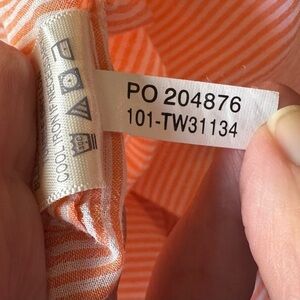 PO 204876
101-TW31134
COOL IRON IF NEEDED